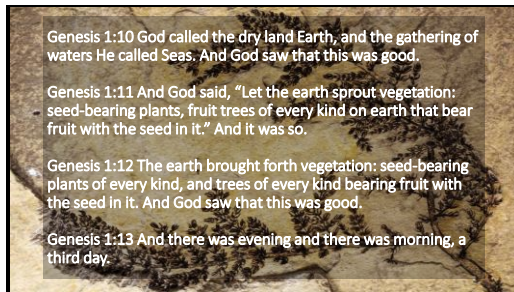 Genesis 1:10 God called the dry land Earth, and the gathering of
waters He called Seas. And God saw that this was good.
Genesis 1:11 And God said, “Let the earth sprout vegetation:
seed-bearing plants, fruit trees of every kind on earth that bear
fruit with the seed in it.” And it was so.
Genesis 1:12 The earth brought forth vegetation: seed-bearing
plants of every kind, and trees of every kind bearing fruit with
the seed in it. And God saw that this was good.
Genesis 1:13 And there was evening and there was morning, a
third day.